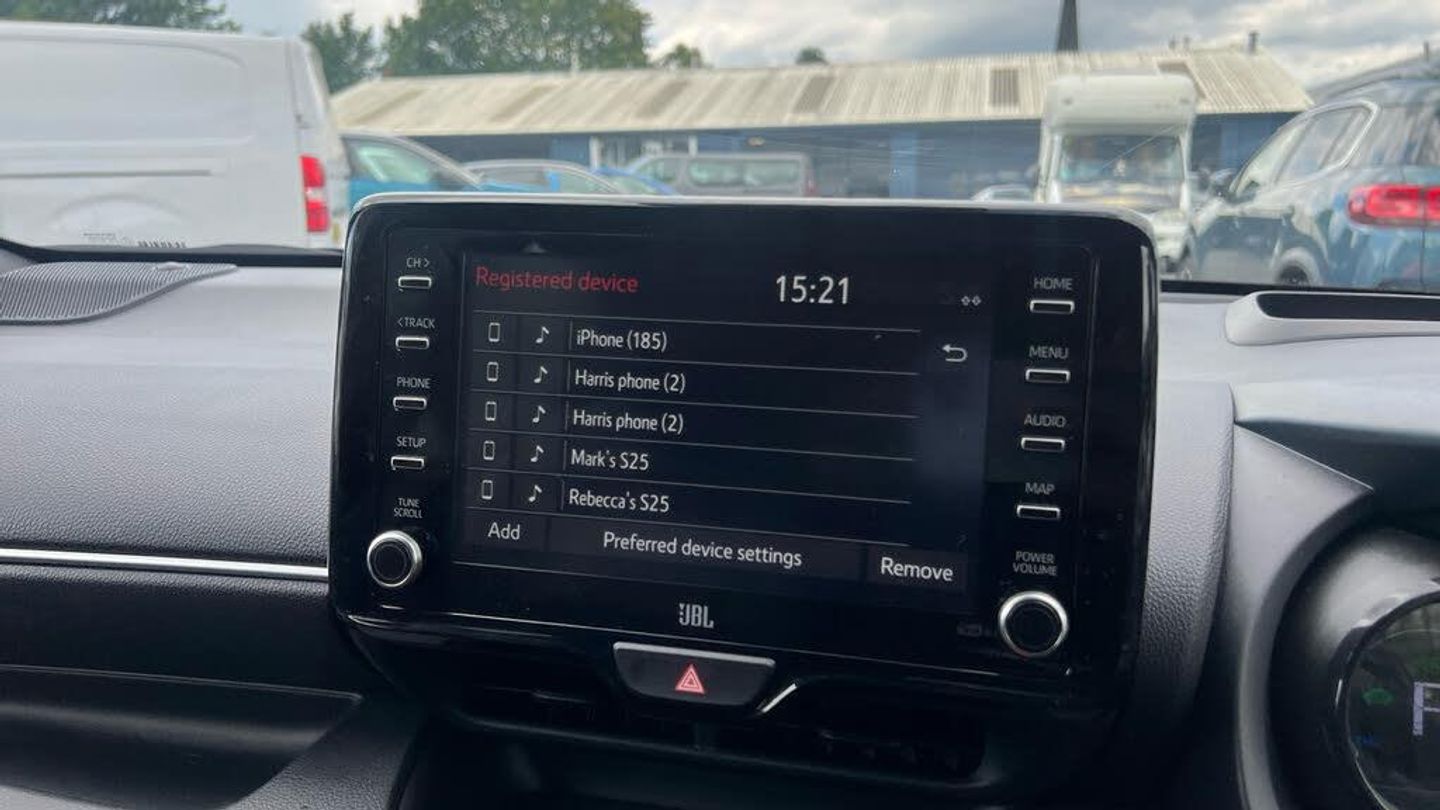 CH >
< TRACK
PHONE
SETUP
TUNE
SCROLL
Registered device
15:21
iPhone (185)
Harris phone (2)
Harris phone (2)
Mark's S25
Rebecca's S25
Add
Preferred device settings
Remove
HOME
MENU
AUDIO
MAP
POWER
VOLUME
JBL